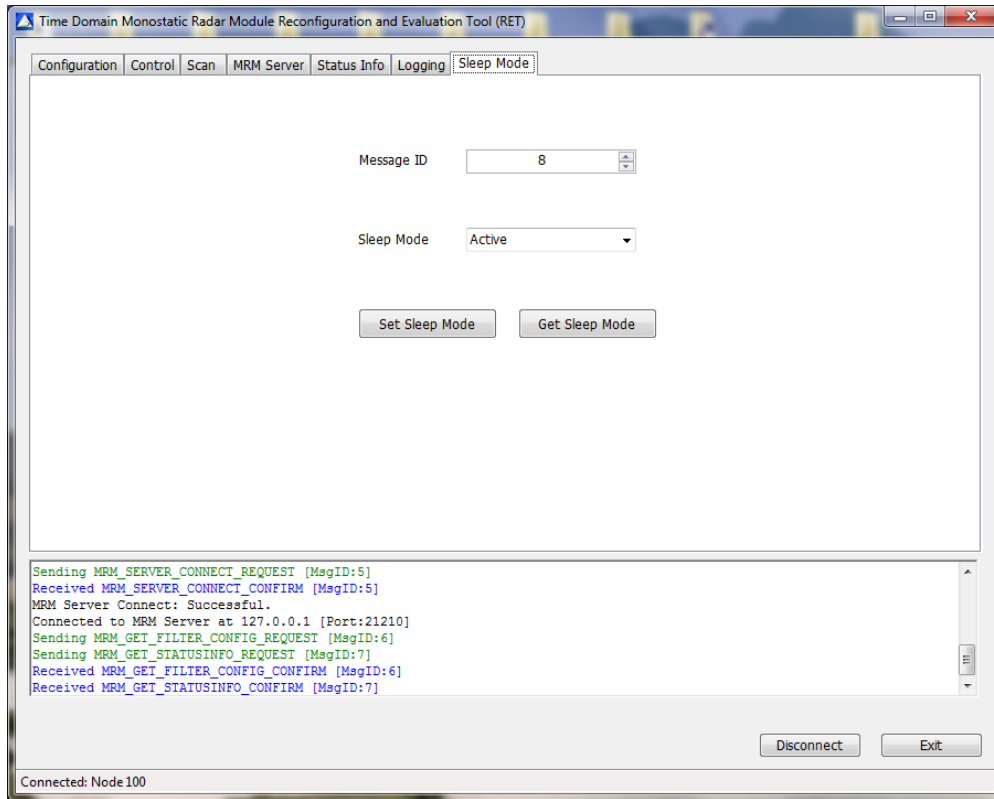 Time Domain Monostatic Radar Module Reconfiguration and Evaluation Tool (RET)
Configuration Control Scan MRM Server Status Info Logging Sleep Mode
Message ID 8
Sleep Mode Active
Set Sleep Mode Get Sleep Mode
Sending MRM_SERVER_CONNECT_REQUEST [MsgID:5]
Received MRM_SERVER_CONNECT_CONFIRM [MsgID:5]
MRM Server Connect: Successful.
Connected to MRM Server at 127.0.0.1 [Port:21210]
Sending MRM_GET_FILTER_CONFIG_REQUEST [MsgID:6]
Sending MRM_GET_STATUSINFO_REQUEST [MsgID:7]
Received MRM_GET_FILTER_CONFIG_CONFIRM [MsgID:6]
Received MRM_GET_STATUSINFO_CONFIRM [MsgID:7]
Disconnect Exit
Connected: Node 100